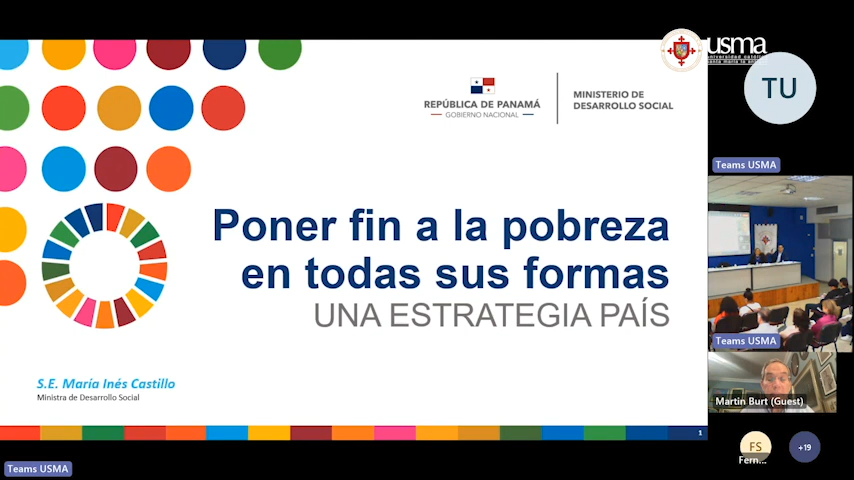 usma
TU
REPÚBLICA DE PANAMÁ
GOBIERNO NACIONAL
MINISTERIO DE
DESARROLLO SOCIAL
Teams USMA
Poner fin a la pobreza
en todas sus formas
UNA ESTRATEGIA PAÍS
Teams USMA
S.E. María Inés Castillo
Ministra de Desarrollo Social
Martin Burt (Guest)
1
FS
Fern...
+19
Teams USMA